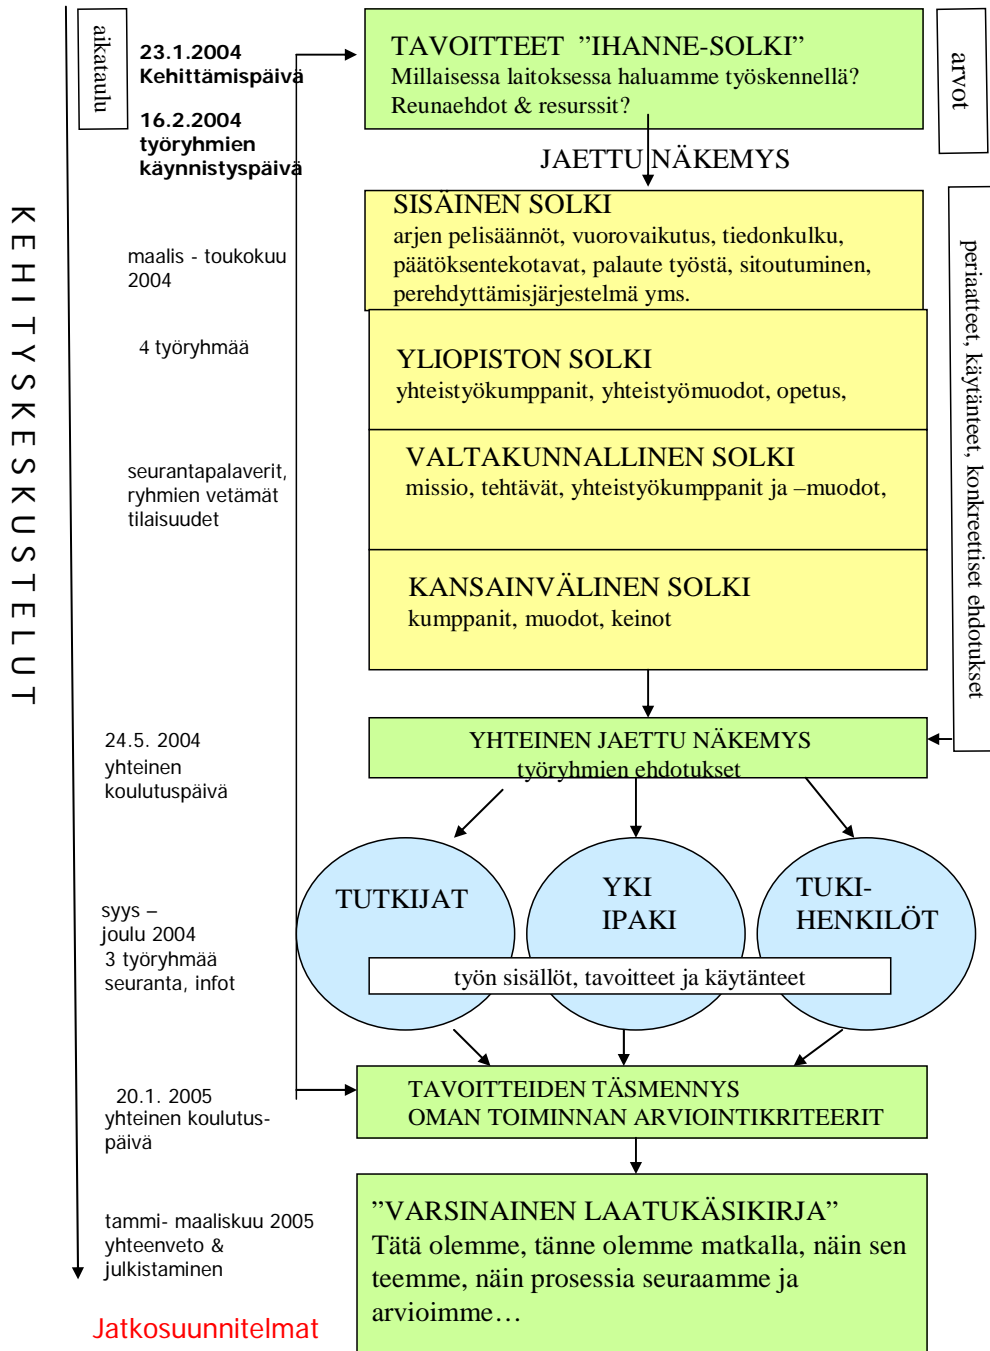 KEHITYSKESKUSTELUT
aikataulu
23.1.2004
Kehittämispäivä
16.2.2004
työryhmien
käynnistyspäivä
TAVOITTEET ”IHANNE-SOLKI”
Millaisessa laitoksessa haluamme työskennellä?
Reunaehdot & resurssit?
arvot
JAETTU NÄKEMYS
maalis - toukokuu
2004
4 työryhmää
seurantapalaverit,
ryhmien vetämät
tilaisuudet
SISÄINEN SOLKI
arjen pelisäännöt, vuorovaikutus, tiedonkulku,
päätöksentekotavat, palaute työstä, sitoutuminen,
perehdyttämisjärjestelmä yms.
YLIOPISTON SOLKI
yhteistyökumppanit, yhteistyömuodot, opetus,
VALTAKUNNALLINEN SOLKI
missio, tehtävät, yhteistyökumppanit ja –muodot,
KANSAINVÄLINEN SOLKI
kumppanit, muodot, keinot
periaatteet, käytänteet, konkreettiset ehdotukset
24.5. 2004
yhteinen
koulutuspäivä
YHTEINEN JAETTU NÄKEMYS
työryhmien ehdotukset
syys –
joulu 2004
3 työryhmää
seuranta, infot
TUTKIJAT
YKI
IPAKI
TUKI-
HENKILÖT
työn sisällöt, tavoitteet ja käytänteet
20.1. 2005
yhteinen koulutus-
päivä
TAVOITTEIDEN TÄSMENNYS
OMAN TOIMINNAN ARVIOINTIKRITEERIT
tammi- maaliskuu 2005
yhteenveto &
julkistaminen
”VARSINAINEN LAATUKÄSIKIRJA”
Tätä olemme, tänne olemme matkalla, näin sen
teemme, näin prosessia seuraamme ja
arvioimme…
Jatkosuunnitelmat